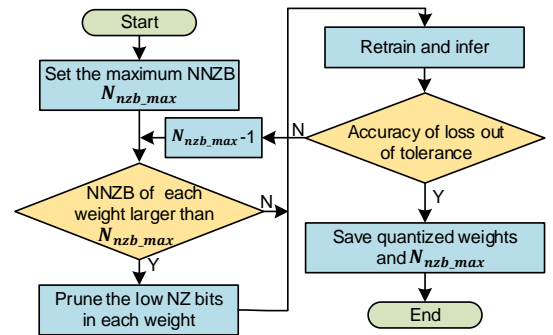 Start
Set the maximum NNZB
N_nzb_max
N_nzb_max-1
NNZB of each
weight larger than
N_nzb_max
N
Y
Prune the low NZ bits
in each weight
Retrain and infer
Accuracy of loss out
of tolerance
N
Y
Save quantized weights
and N_nzb_max
End